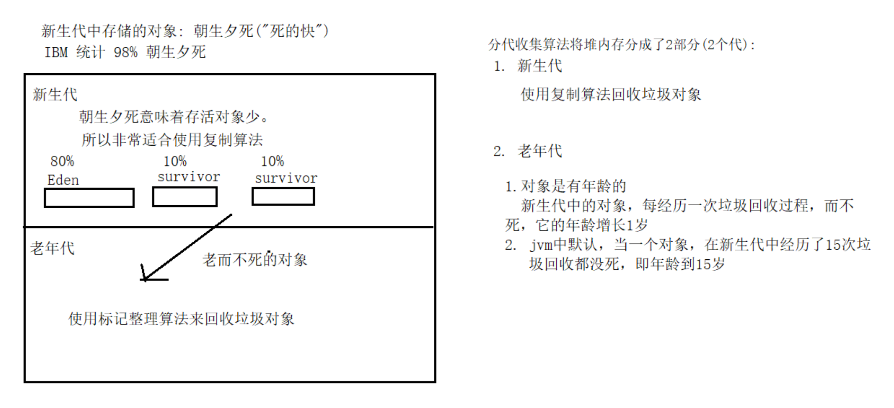 新生代中存储的对象: 朝生夕死("死的快")
IBM 统计 98% 朝生夕死
新生代
朝生夕死意味着存活对象少。
所以非常适合使用复制算法
80% 10% 10%
Eden survivor survivor
老年代
老而不死的对象
使用标记整理算法来回收垃圾对象
分代收集算法将堆内存分成了2部分(2个代):
1. 新生代
使用复制算法回收垃圾对象
2. 老年代
1.对象是有年龄的
新生代中的对象，每经历一次垃圾回收过程，而不
死，它的年龄增长1岁
2. jvm中默认，当一个对象，在新生代中经历了15次垃
圾回收都没死，即年龄到15岁